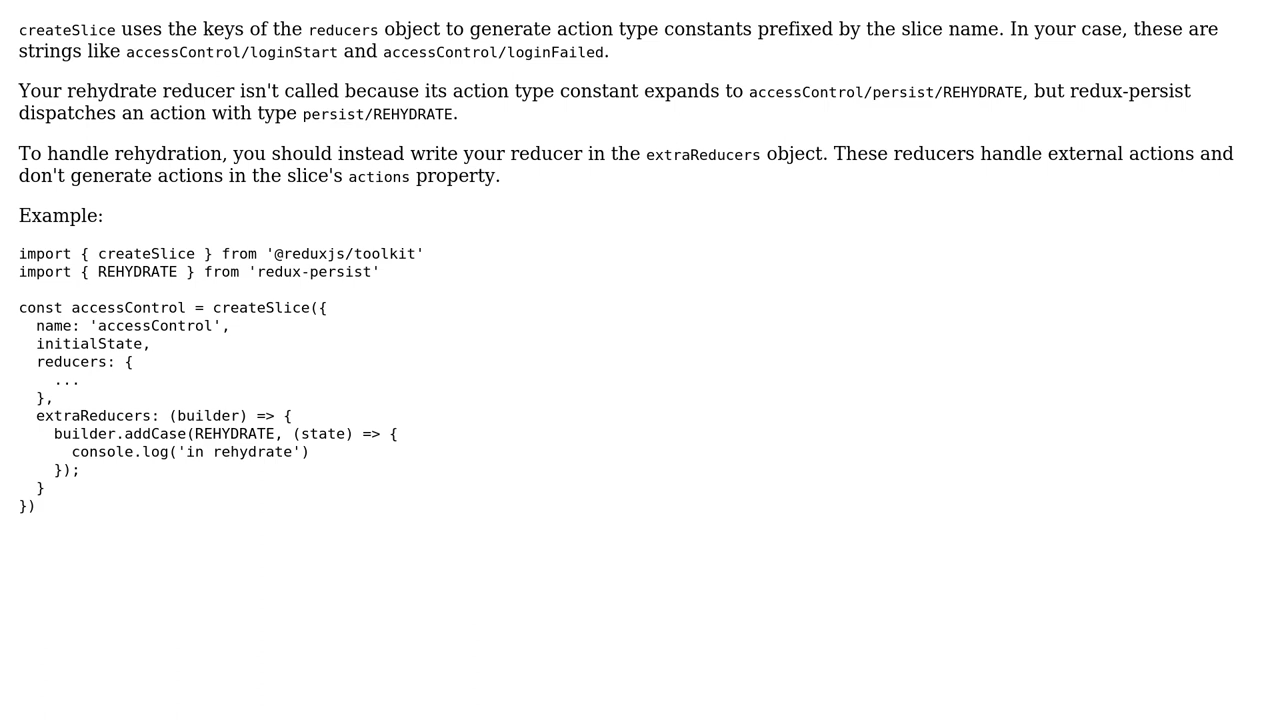 createSlice uses the keys of the reducers object to generate action type constants prefixed by the slice name. In your case, these are
strings like accessControl/loginStart and accessControl/loginFailed.
Your rehydrate reducer isn't called because its action type constant expands to accessControl/persist/REHYDRATE, but redux-persist
dispatches an action with type persist/REHYDRATE.
To handle rehydration, you should instead write your reducer in the extraReducers object. These reducers handle external actions and
don't generate actions in the slice's actions property.
Example:
import { createSlice } from '@reduxjs/toolkit'
import { REHYDRATE } from 'redux-persist'
const accessControl = createSlice({
  name: 'accessControl',
  initialState,
  reducers: {
    ...
  },
  extraReducers: (builder) => {
    builder.addCase(REHYDRATE, (state) => {
      console.log('in rehydrate')
    });
  }
})